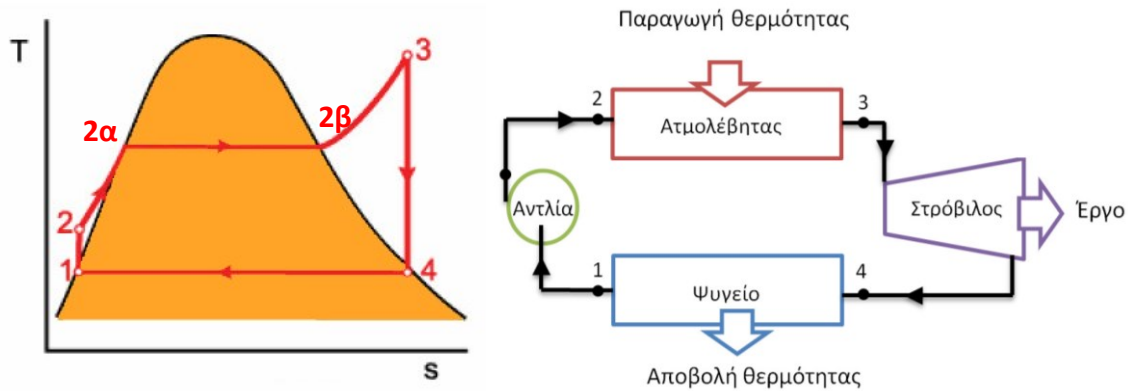 T
3
2α
2β
2
1
4
s
Παραγωγή θερμότητας
2
Ατμολέβητας
3
Αντλία
Στρόβιλος
Έργο
1
Ψυγείο
4
Αποβολή θερμότητας